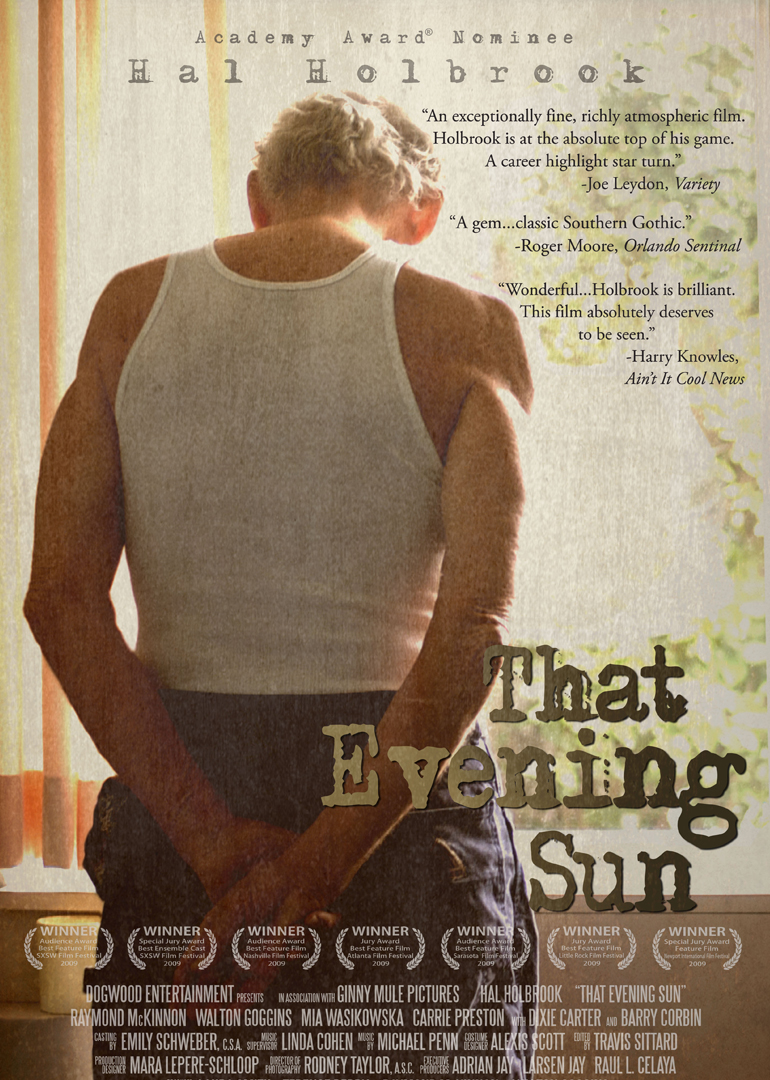 Academy Award® Nominee
Hal Holbrook
“An exceptionally fine, richly atmospheric film.
Holbrook is at the absolute top of his game.
A career highlight star turn.”
-Joe Leydon, Variety
“A gem...classic Southern Gothic.”
-Roger Moore, Orlando Sentinal
“Wonderful...Holbrook is brilliant.
This film absolutely deserves
to be seen.”
-Harry Knowles,
Ain't It Cool News
That
Evening
Sun
WINNER
Audience Award
Best Feature Film
SXSW Film Festival
2009
WINNER
Special Jury Award
Best Ensemble Cast
SXSW Film Festival
2009
WINNER
Audience Award
Best Feature Film
Nashville Film Festival
2009
WINNER
Jury Award
Best Feature Film
Atlanta Film Festival
2009
WINNER
Audience Award
Best Feature Film
Sarasota Film Festival
2009
WINNER
Jury Award
Best Feature Film
Little Rock Film Festival
2009
WINNER
Special Jury Award
Feature Film
Newport International Film Festival
2009
DOGWOOD ENTERTAINMENT PRESENTS IN ASSOCIATION WITH GINNY MULE PICTURES HAL HOLBROOK “THAT EVENING SUN”
RAYMOND McKINNON WALTON GOGGINS MIA WASIKOWSKA CARRIE PRESTON WITH DIXIE CARTER AND BARRY CORBIN
CASTING BY EMILY SCHWEBER, C.S.A. MUSIC SUPERVISOR LINDA COHEN MUSIC BY MICHAEL PENN COSTUME DESIGNER ALEXIS SCOTT EDITED BY TRAVIS SITTARD
PRODUCTION DESIGNER MARA LEPERE-SCHLOOP DIRECTOR OF PHOTOGRAPHY RODNEY TAYLOR, A.S.C. EXECUTIVE PRODUCERS ADRIAN JAY LARSEN JAY RAUL L. CELAYA